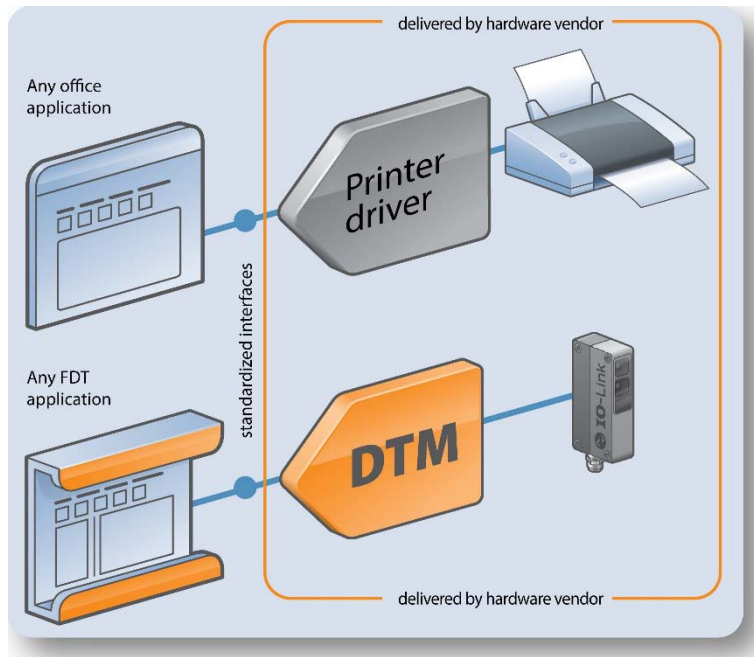 delivered by hardware vendor
Any office
application
Printer
driver
standardized interfaces
Any FDT
application
DTM
IO-Link
delivered by hardware vendor